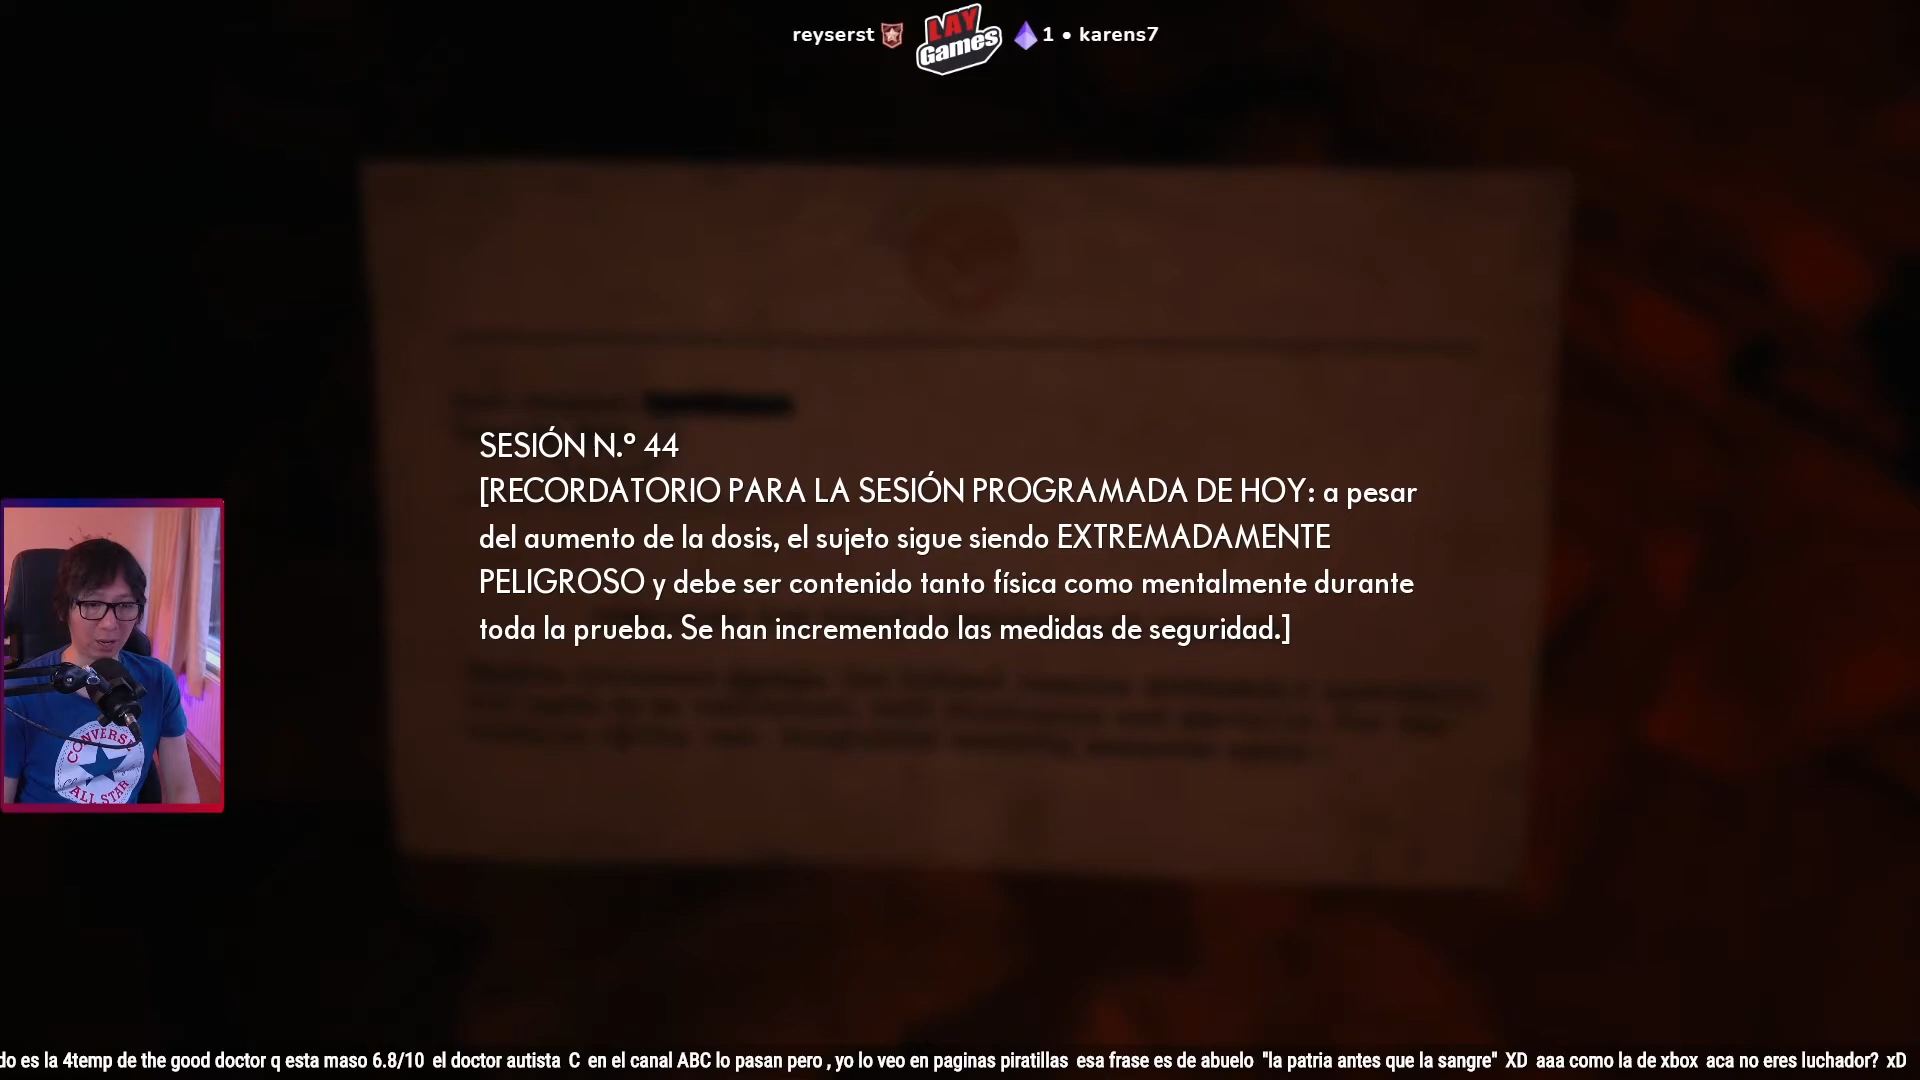 reyserst LAY Games 1 • karens7
SESIÓN N.º 44
[RECORDATORIO PARA LA SESIÓN PROGRAMADA DE HOY: a pesar
del aumento de la dosis, el sujeto sigue siendo EXTREMADAMENTE
PELIGROSO y debe ser contenido tanto física como mentalmente durante
toda la prueba. Se han incrementado las medidas de seguridad.]
CONVERSE
ALL STAR
do es la 4temp de the good doctor q esta maso 6.8/10 el doctor autista C en el canal ABC lo pasan pero , yo lo veo en paginas piratillas esa frase es de abuelo "la patria antes que la sangre" XD aaa como la de xbox aca no eres luchador? xD